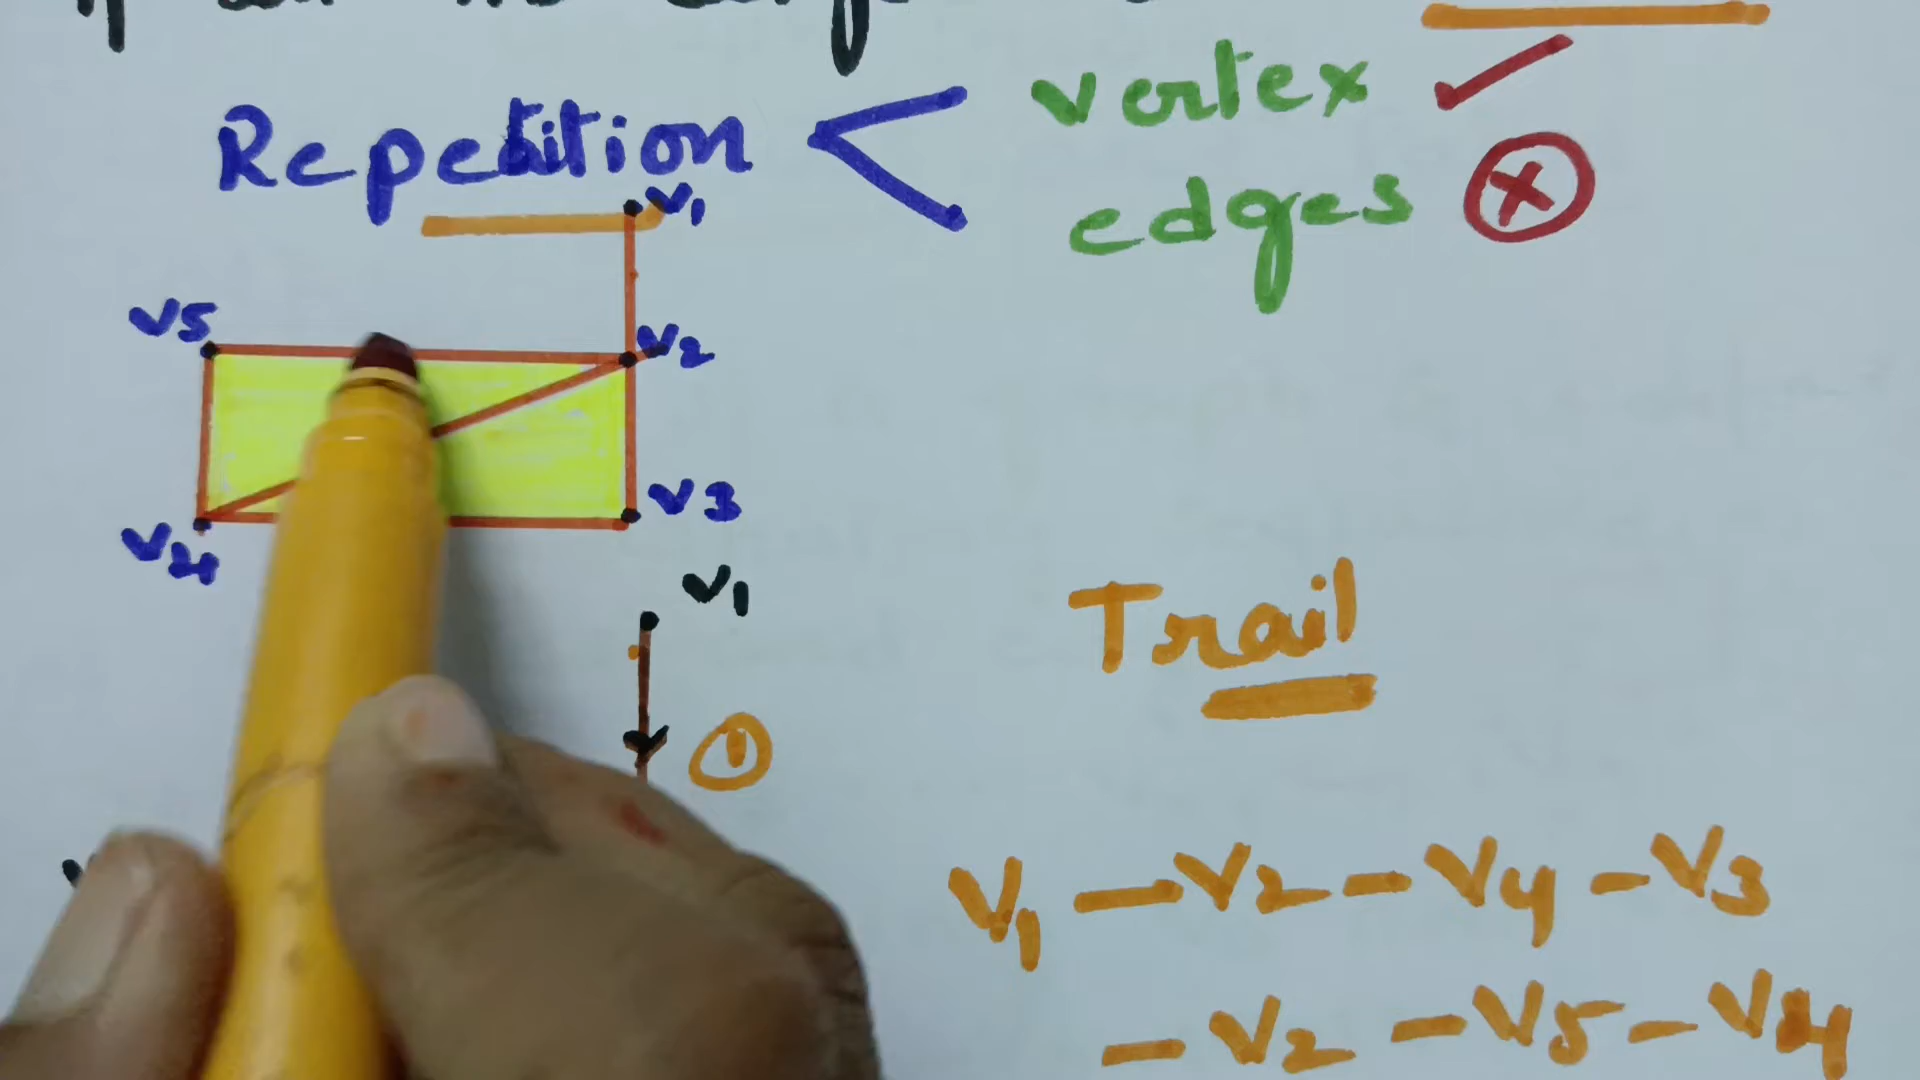 Repetition
vertex ✓
edges ✗
V1
V5
V2
V3
V4
V1
①
Trail
V1 - V2 - V4 - V3
- V2 - V5 - V4